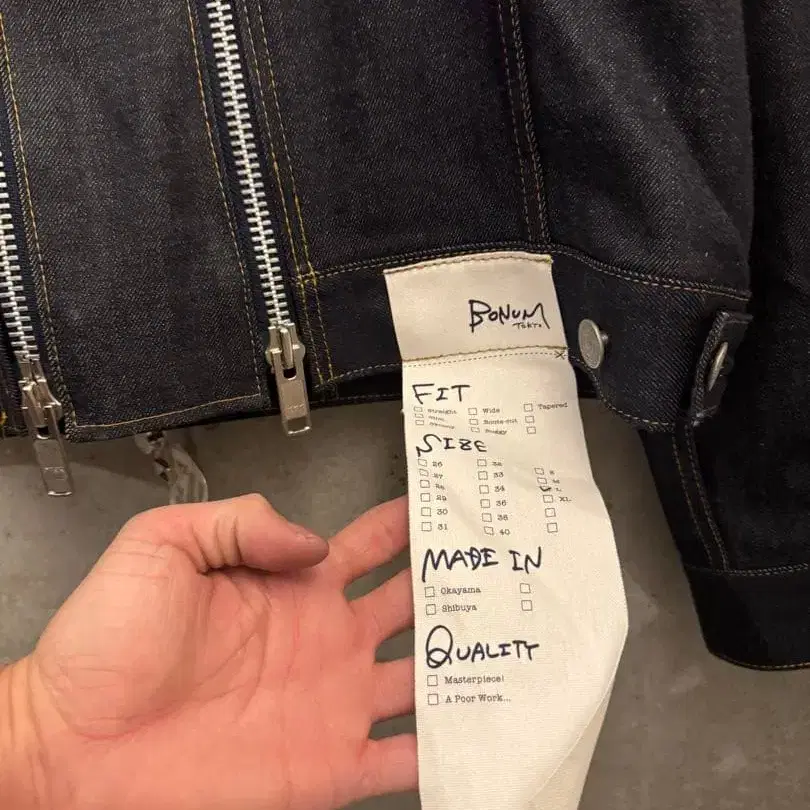 BONUM
TOKYO
FIT
Straight Wide Tapered
Boots-cut
Baggy
SIZE
26 32 S
27 33 M
28 34 L
29 36 XL
30 38
31 40
MADE IN
Okayama
Shibuya
QUALITY
Masterpiece!
A Poor Work...